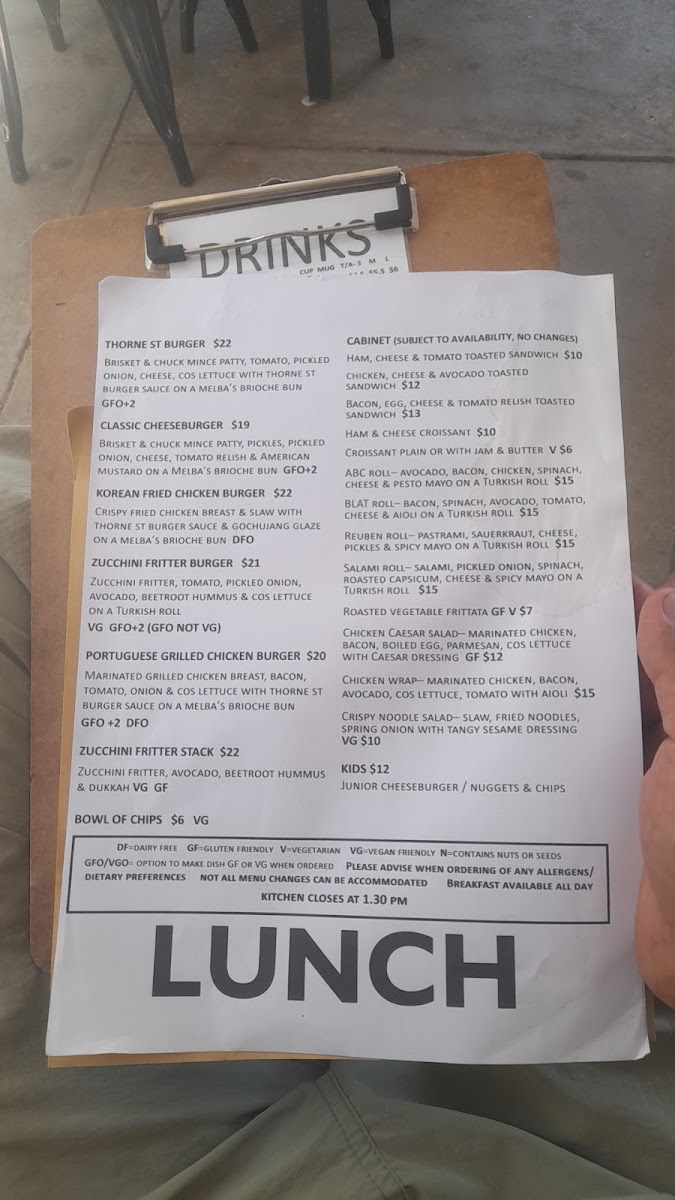 DRINKS
CUP MUG T/A- S M L
$6
THORNE ST BURGER $22
BRISKET & CHUCK MINCE PATTY, TOMATO, PICKLED
ONION, CHEESE, COS LETTUCE WITH THORNE ST
BURGER SAUCE ON A MELBA'S BRIOCHE BUN
GFO+2
CLASSIC CHEESEBURGER $19
BRISKET & CHUCK MINCE PATTY, PICKLES, PICKLED
ONION, CHEESE, TOMATO RELISH & AMERICAN
MUSTARD ON A MELBA'S BRIOCHE BUN GFO+2
KOREAN FRIED CHICKEN BURGER $22
CRISPY FRIED CHICKEN BREAST & SLAW WITH
THORNE ST BURGER SAUCE & GOCHUJANG GLAZE
ON A MELBA'S BRIOCHE BUN DFO
ZUCCHINI FRITTER BURGER $21
ZUCCHINI FRITTER, TOMATO, PICKLED ONION,
AVOCADO, BEETROOT HUMMUS & COS LETTUCE
ON A TURKISH ROLL
VG GFO+2 (GFO NOT VG)
PORTUGUESE GRILLED CHICKEN BURGER $20
MARINATED GRILLED CHICKEN BREAST, BACON,
TOMATO, ONION & COS LETTUCE WITH THORNE ST
BURGER SAUCE ON A MELBA'S BRIOCHE BUN
GFO +2 DFO
ZUCCHINI FRITTER STACK $22
ZUCCHINI FRITTER, AVOCADO, BEETROOT HUMMUS
& DUKKAH VG GF
BOWL OF CHIPS $6 VG
CABINET (SUBJECT TO AVAILABILITY, NO CHANGES)
HAM, CHEESE & TOMATO TOASTED SANDWICH $10
CHICKEN, CHEESE & AVOCADO TOASTED
SANDWICH $12
BACON, EGG, CHEESE & TOMATO RELISH TOASTED
SANDWICH $13
HAM & CHEESE CROISSANT $10
CROISSANT PLAIN OR WITH JAM & BUTTER V $6
ABC ROLL– AVOCADO, BACON, CHICKEN, SPINACH,
CHEESE & PESTO MAYO ON A TURKISH ROLL $15
BLAT ROLL– BACON, SPINACH, AVOCADO, TOMATO,
CHEESE & AIOLI ON A TURKISH ROLL $15
REUBEN ROLL– PASTRAMI, SAUERKRAUT, CHEESE,
PICKLES & SPICY MAYO ON A TURKISH ROLL $15
SALAMI ROLL– SALAMI, PICKLED ONION, SPINACH,
ROASTED CAPSICUM, CHEESE & SPICY MAYO ON A
TURKISH ROLL $15
ROASTED VEGETABLE FRITTATA GF V $7
CHICKEN CAESAR SALAD– MARINATED CHICKEN,
BACON, BOILED EGG, PARMESAN, COS LETTUCE
WITH CAESAR DRESSING GF $12
CHICKEN WRAP– MARINATED CHICKEN, BACON,
AVOCADO, COS LETTUCE, TOMATO WITH AIOLI $15
CRISPY NOODLE SALAD– SLAW, FRIED NOODLES,
SPRING ONION WITH TANGY SESAME DRESSING
VG $10
KIDS $12
JUNIOR CHEESEBURGER / NUGGETS & CHIPS
DF=DAIRY FREE GF=GLUTEN FRIENDLY V=VEGETARIAN VG=VEGAN FRIENDLY N=CONTAINS NUTS OR SEEDS
GFO/VGO= OPTION TO MAKE DISH GF OR VG WHEN ORDERED PLEASE ADVISE WHEN ORDERING OF ANY ALLERGENS/
DIETARY PREFERENCES NOT ALL MENU CHANGES CAN BE ACCOMMODATED BREAKFAST AVAILABLE ALL DAY
KITCHEN CLOSES AT 1.30 PM
LUNCH